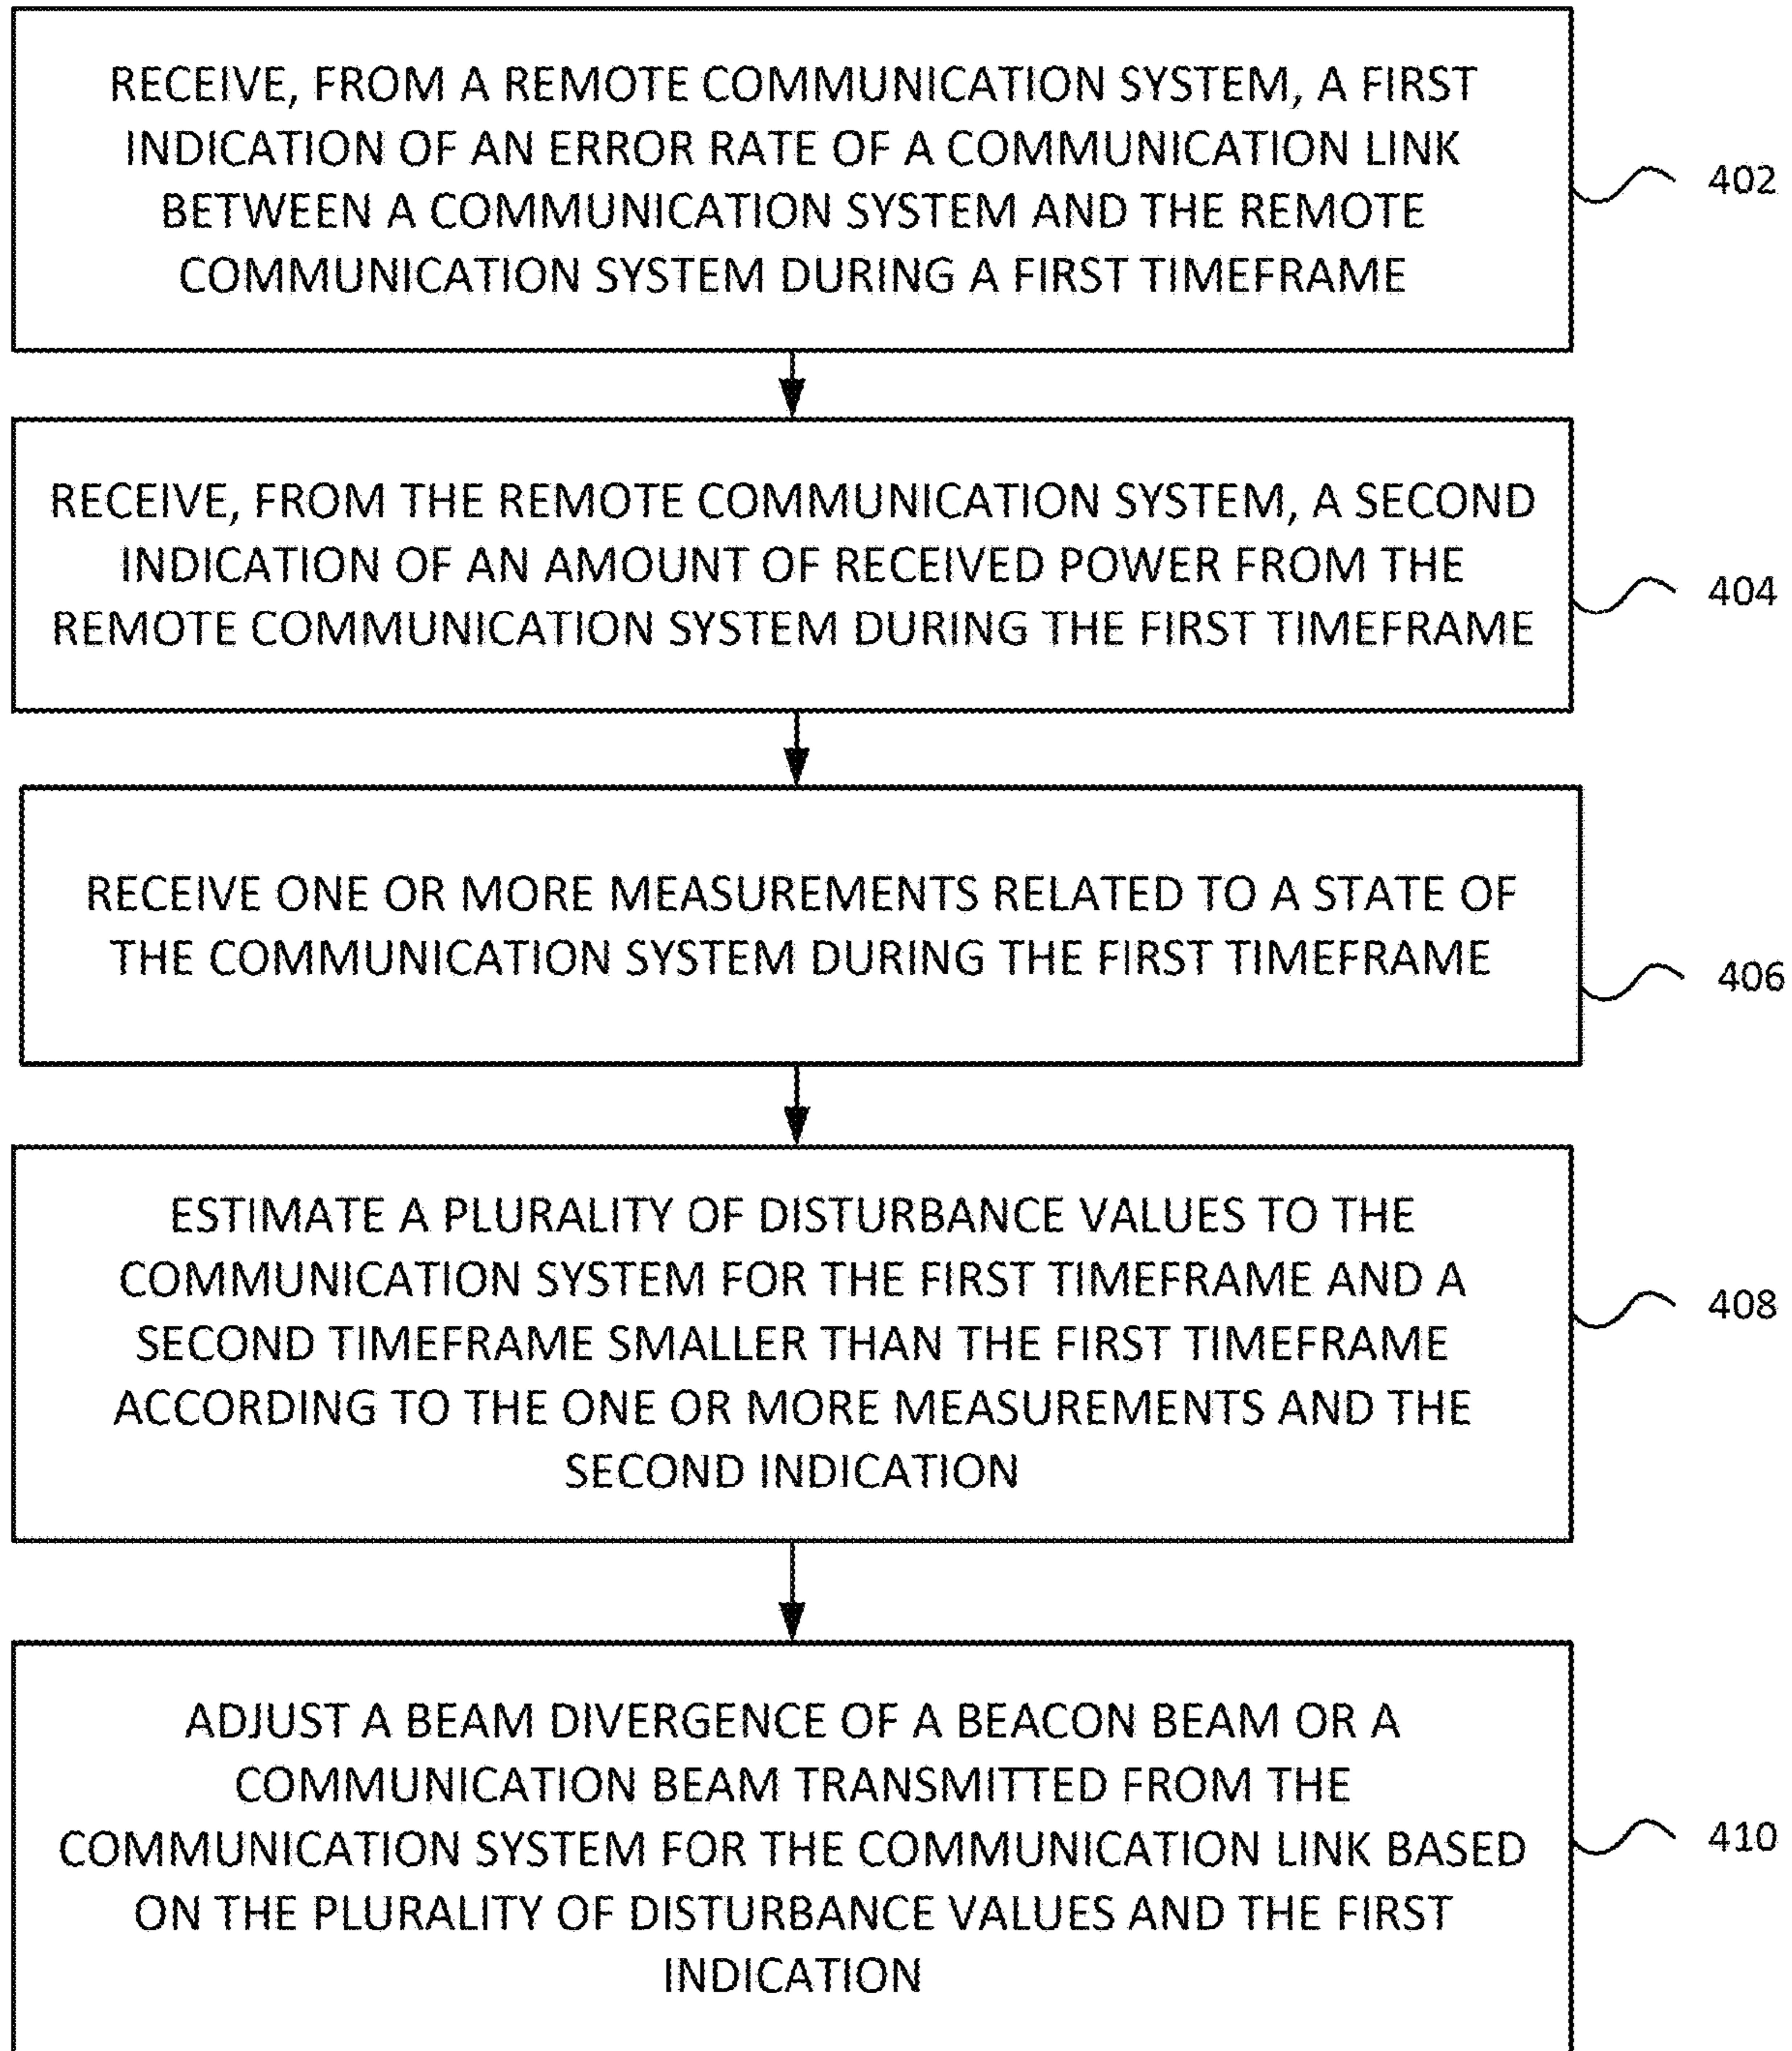 RECEIVE, FROM A REMOTE COMMUNICATION SYSTEM, A FIRST
INDICATION OF AN ERROR RATE OF A COMMUNICATION LINK
BETWEEN A COMMUNICATION SYSTEM AND THE REMOTE
COMMUNICATION SYSTEM DURING A FIRST TIMEFRAME
402
RECEIVE, FROM THE REMOTE COMMUNICATION SYSTEM, A SECOND
INDICATION OF AN AMOUNT OF RECEIVED POWER FROM THE
REMOTE COMMUNICATION SYSTEM DURING THE FIRST TIMEFRAME
404
RECEIVE ONE OR MORE MEASUREMENTS RELATED TO A STATE OF
THE COMMUNICATION SYSTEM DURING THE FIRST TIMEFRAME
406
ESTIMATE A PLURALITY OF DISTURBANCE VALUES TO THE
COMMUNICATION SYSTEM FOR THE FIRST TIMEFRAME AND A
SECOND TIMEFRAME SMALLER THAN THE FIRST TIMEFRAME
ACCORDING TO THE ONE OR MORE MEASUREMENTS AND THE
SECOND INDICATION
408
ADJUST A BEAM DIVERGENCE OF A BEACON BEAM OR A
COMMUNICATION BEAM TRANSMITTED FROM THE
COMMUNICATION SYSTEM FOR THE COMMUNICATION LINK BASED
ON THE PLURALITY OF DISTURBANCE VALUES AND THE FIRST
INDICATION
410